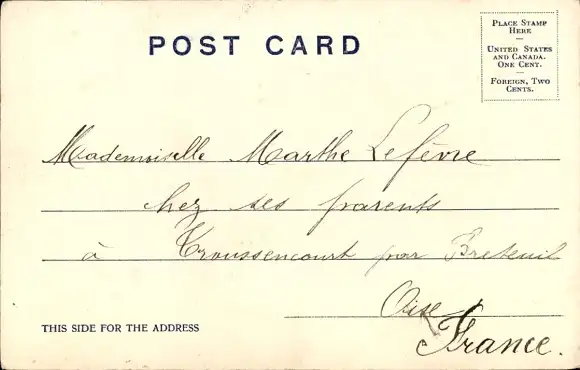 POST CARD
PLACE STAMP
HERE
—
UNITED STATES
AND CANADA.
ONE CENT.
—
FOREIGN, TWO
CENTS.
Mademoiselle Marthe Lefèvre
chez ses parents
à Troussencourt par Breteuil
Oise
France.
THIS SIDE FOR THE ADDRESS